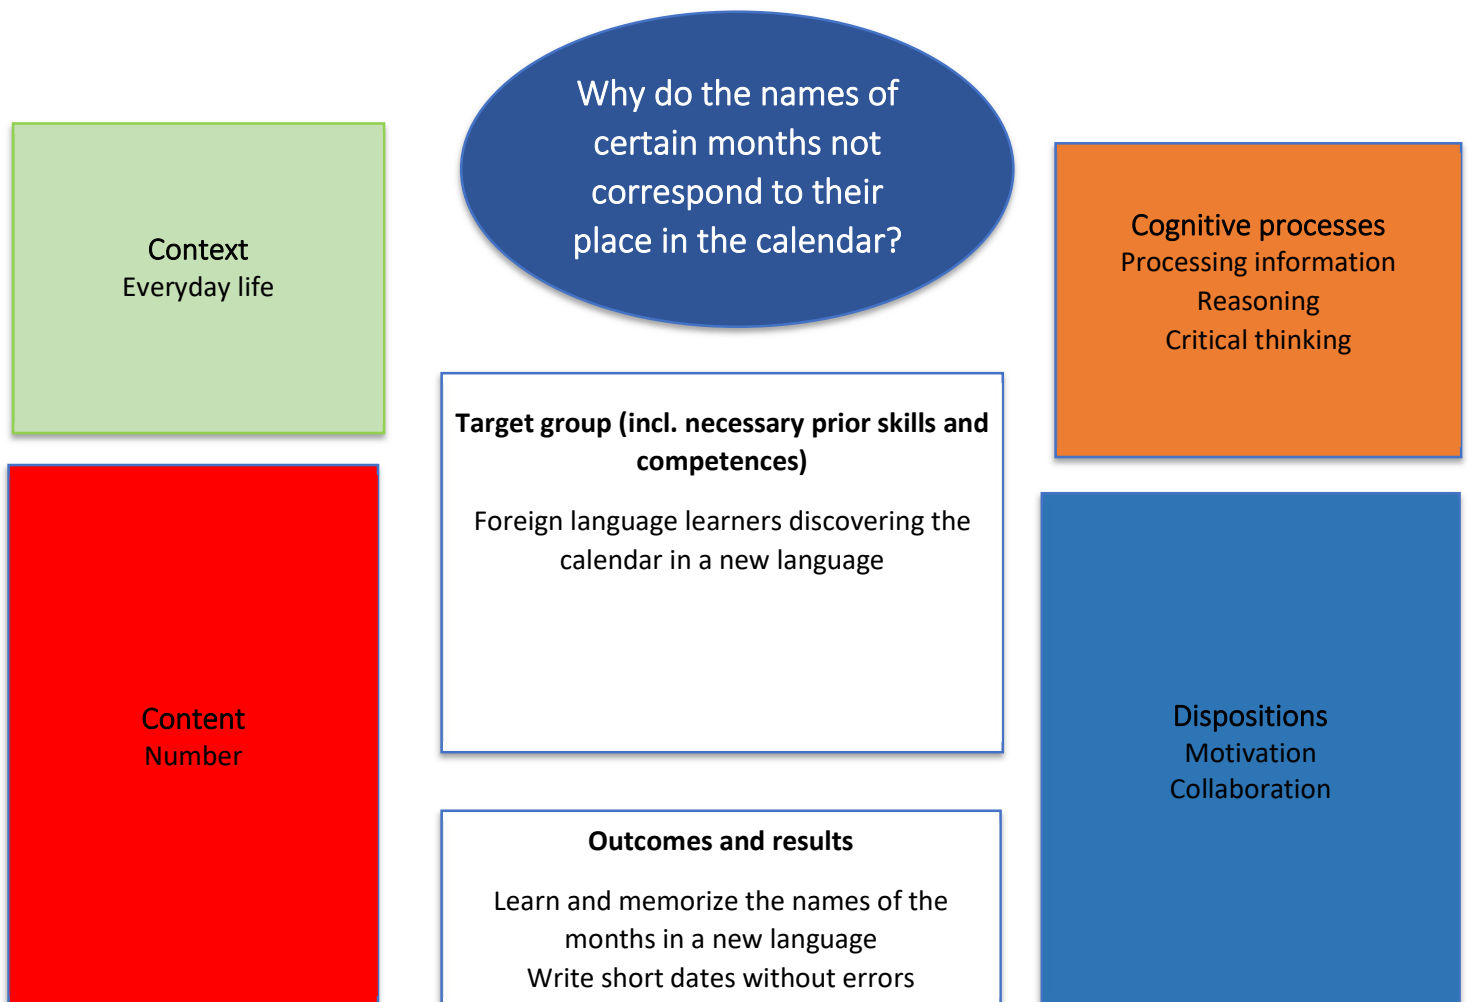 Why do the names of
certain months not
correspond to their
place in the calendar?
Context
Everyday life
Cognitive processes
Processing information
Reasoning
Critical thinking
Target group (incl. necessary prior skills and
competences)
Foreign language learners discovering the
calendar in a new language
Content
Number
Dispositions
Motivation
Collaboration
Outcomes and results
Learn and memorize the names of the
months in a new language
Write short dates without errors